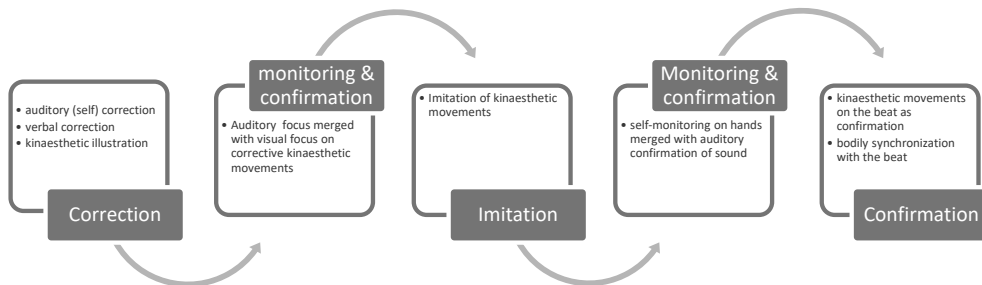 • auditory (self) correction
• verbal correction
• kinaesthetic illustration
Correction
monitoring &
confirmation
• Auditory focus merged
with visual focus on
corrective kinaesthetic
movements
• Imitation of kinaesthetic
movements
Imitation
Monitoring &
confirmation
• self-monitoring on hands
merged with auditory
confirmation of sound
• kinaesthetic movements
on the beat as
confirmation
• bodily synchronization
with the beat
Confirmation